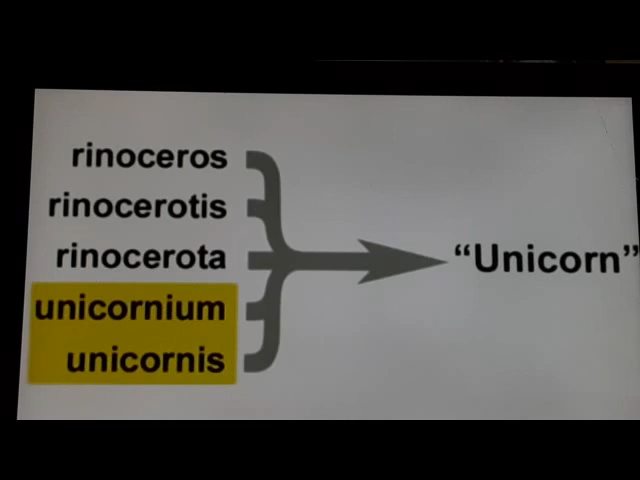 rinoceros
rinocerotis
rinocerota
unicornium
unicornis
“Unicorn”